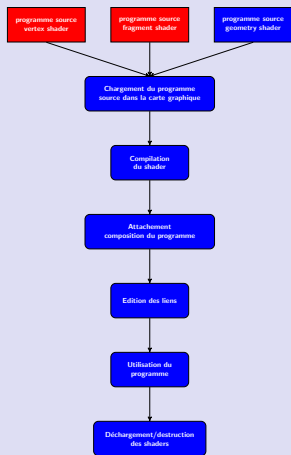 programme source
vertex shader
programme source
fragment shader
programme source
geometry shader
Chargement du programme
source dans la carte graphique
Compilation
du shader
Attachement
composition du programme
Edition des liens
Utilisation du
programme
Déchargement/destruction
des shaders